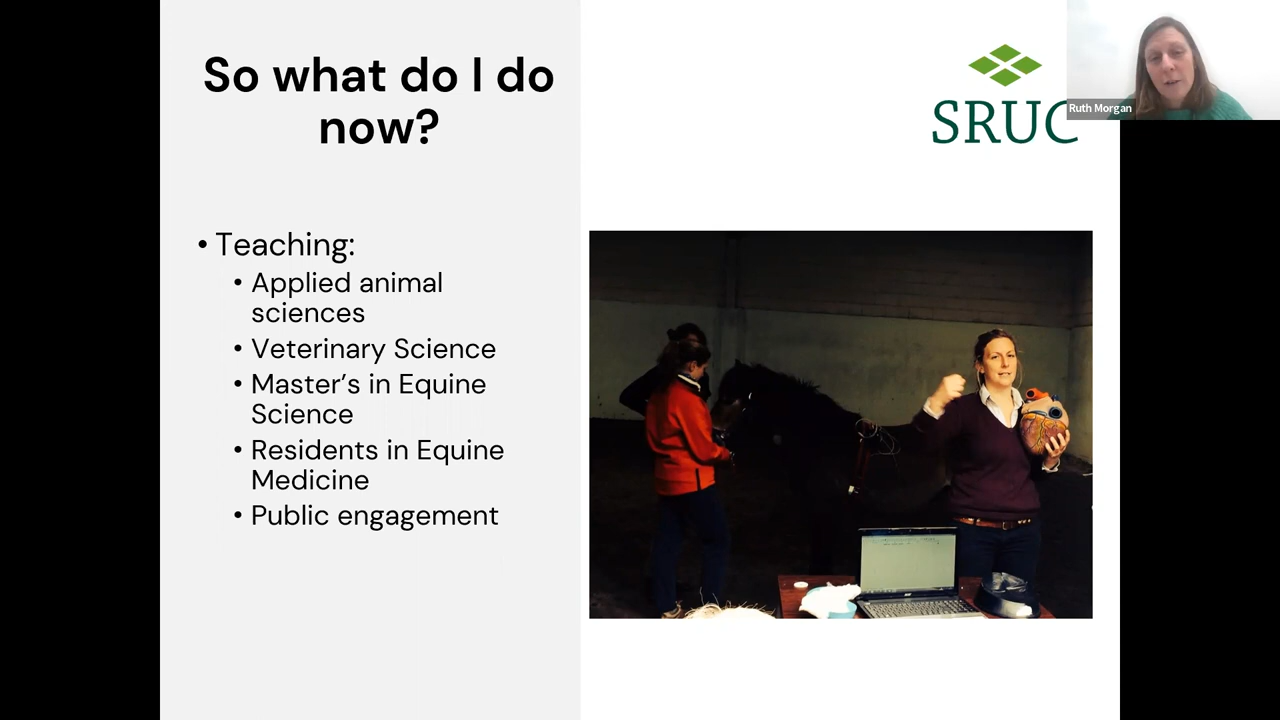 So what do I do
now?
SRUC
Ruth Morgan
• Teaching:
• Applied animal
sciences
• Veterinary Science
• Master’s in Equine
Science
• Residents in Equine
Medicine
• Public engagement